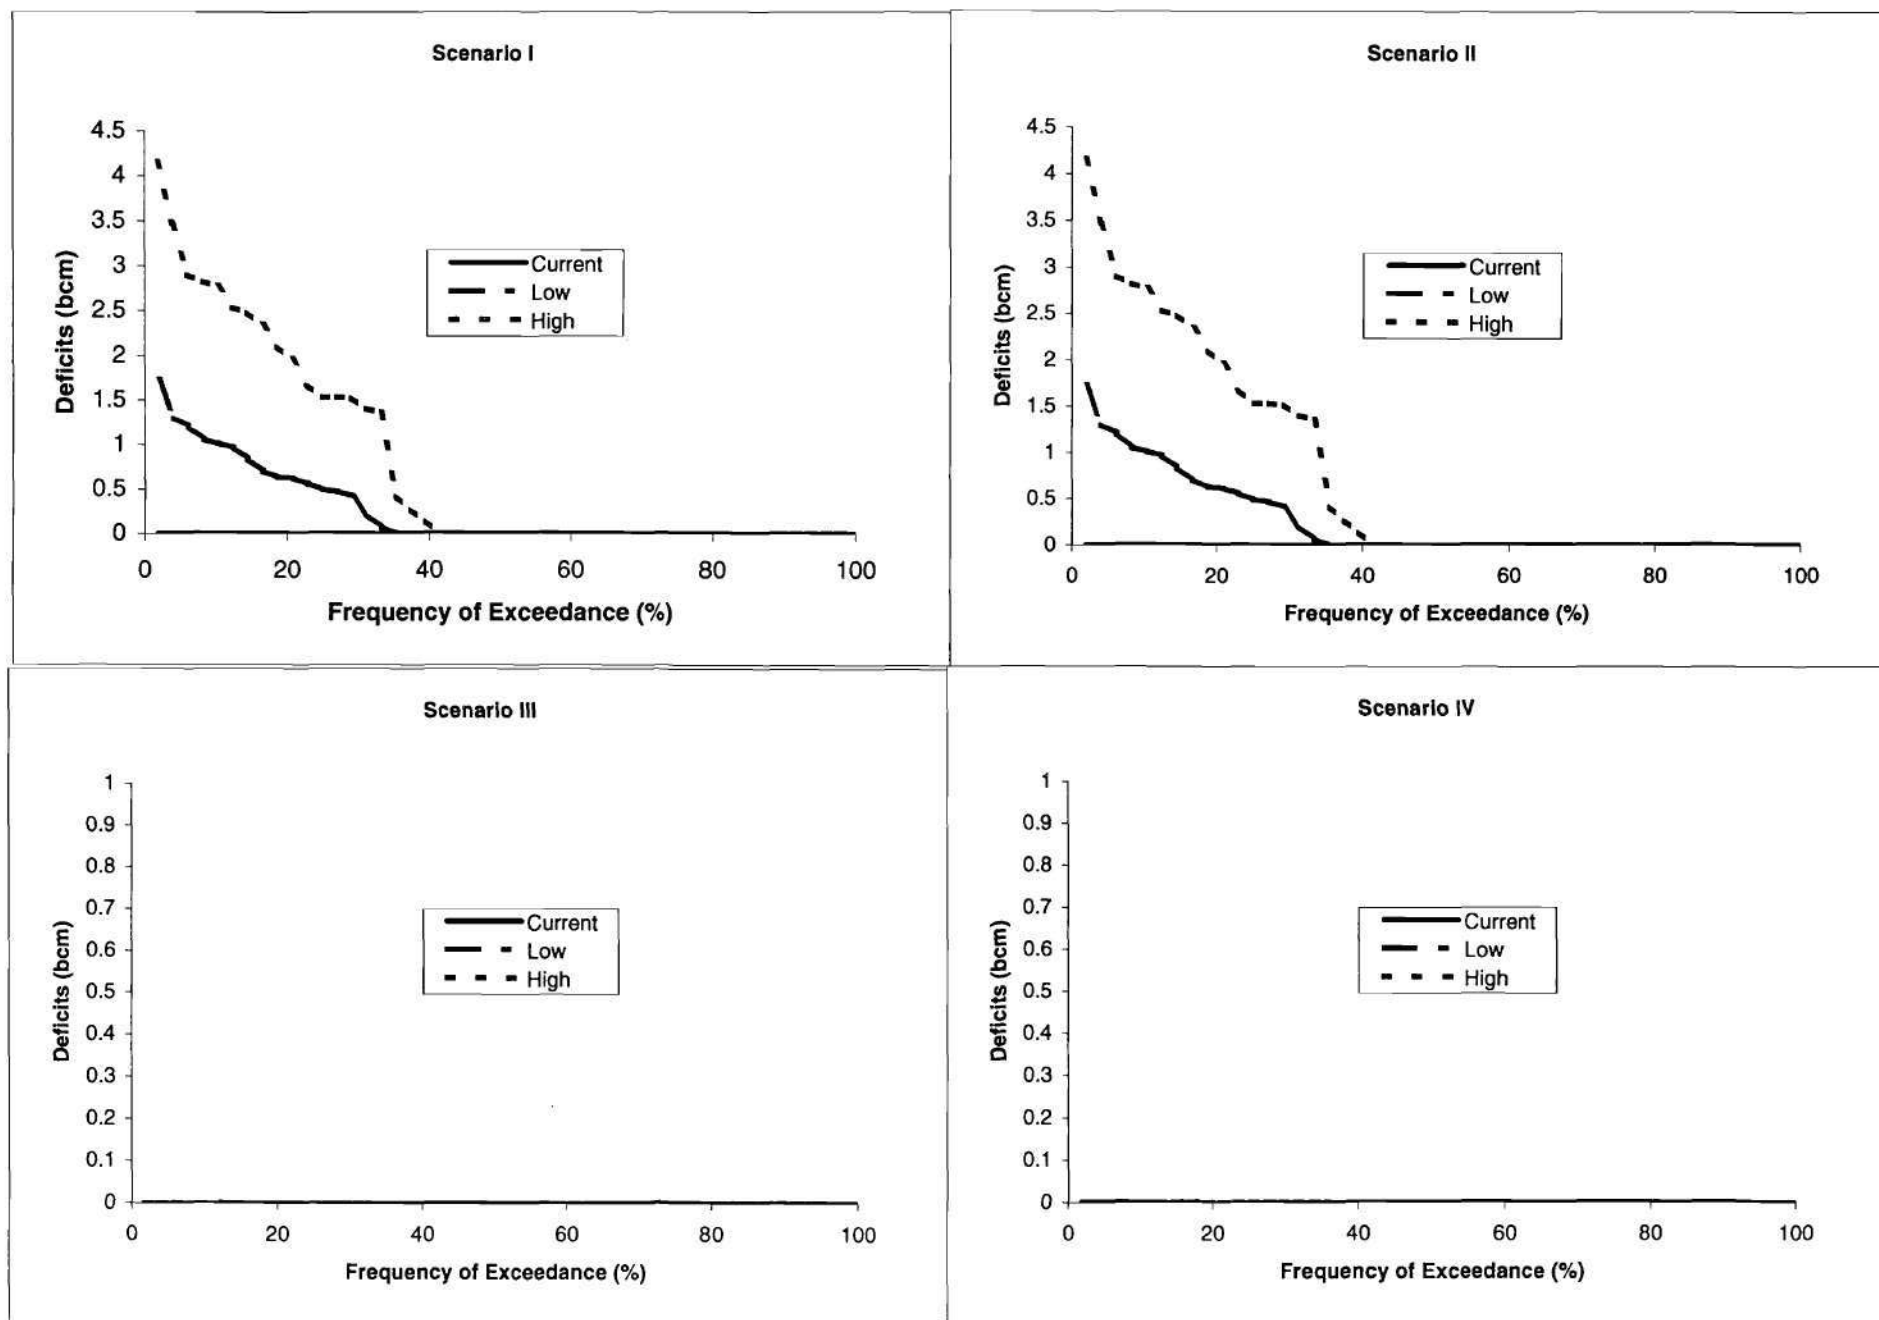 Scenario I
4.5
4
3.5
3
2.5
2
1.5
1
0.5
0
Deficits (bcm)
Current
Low
High
0 20 40 60 80 100
Frequency of Exceedance (%)
Scenario II
4.5
4
3.5
3
2.5
2
1.5
1
0.5
0
Deficits (bcm)
Current
Low
High
0 20 40 60 80 100
Frequency of Exceedance (%)
Scenario III
1
0.9
0.8
0.7
0.6
0.5
0.4
0.3
0.2
0.1
0
Deficits (bcm)
Current
Low
High
0 20 40 60 80 100
Frequency of Exceedance (%)
Scenario IV
1
0.9
0.8
0.7
0.6
0.5
0.4
0.3
0.2
0.1
0
Deficits (bcm)
Current
Low
High
0 20 40 60 80 100
Frequency of Exceedance (%)